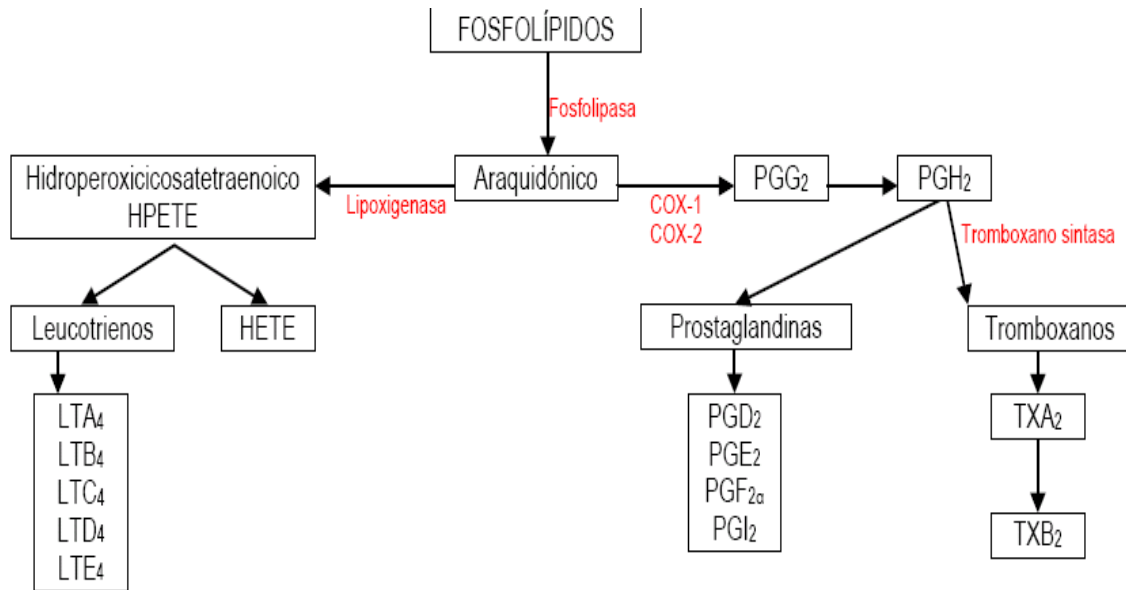 FOSFOLÍPIDOS
Fosfolipasa
Hidroperoxicicosatetraenoico
HPETE
Lipoxigenasa
Araquidónico
COX-1
COX-2
PGG₂
PGH₂
Tromboxano sintasa
Leucotrienos
HETE
Prostaglandinas
Tromboxanos
LTA₄
LTB₄
LTC₄
LTD₄
LTE₄
PGD₂
PGE₂
PGF₂α
PGI₂
TXA₂
TXB₂